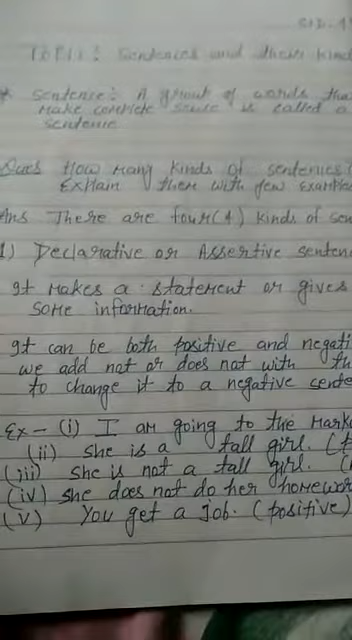 Topic: Sentences and their kind
* Sentence: A group of words tha
make complete sense is called a
sentence
Ques How many kinds of sentences?
Explain them with few example
Ans There are four(4) kinds of sen
1) Declarative or Assertive senten
It makes a statement or gives
some information.
It can be both positive and negati
we add not or does not with th
to change it to a negative sente
Ex - (i) I am going to the Mark
(ii) she is a tall girl. (
(iii) she is not a tall girl. (
(iv) she does not do her homewor
(v) You get a Job. (positive)